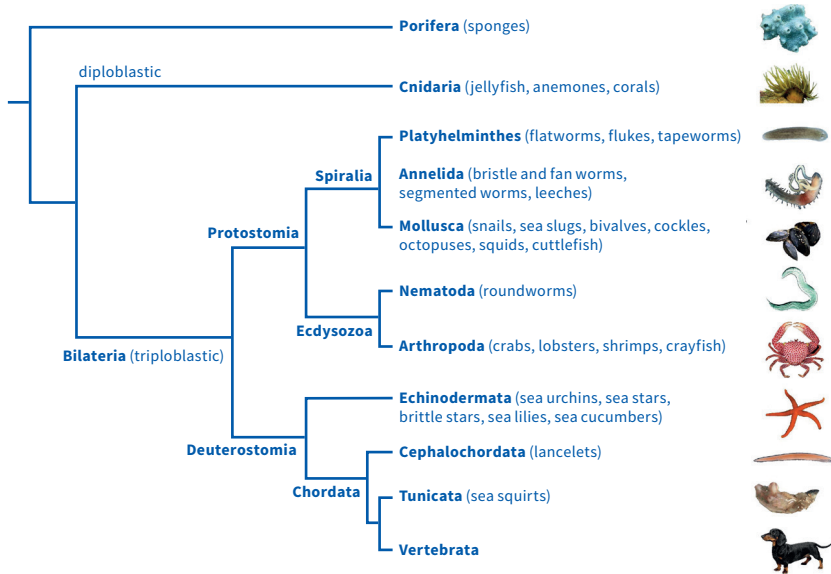 Porifera (sponges)
diploblastic
Cnidaria (jellyfish, anemones, corals)
Platyhelminthes (flatworms, flukes, tapeworms)
Spiralia
Annelida (bristle and fan worms,
segmented worms, leeches)
Protostomia
Mollusca (snails, sea slugs, bivalves, cockles,
octopuses, squids, cuttlefish)
Nematoda (roundworms)
Ecdysozoa
Arthropoda (crabs, lobsters, shrimps, crayfish)
Bilateria (triploblastic)
Echinodermata (sea urchins, sea stars,
brittle stars, sea lilies, sea cucumbers)
Deuterostomia
Cephalochordata (lancelets)
Chordata
Tunicata (sea squirts)
Vertebrata